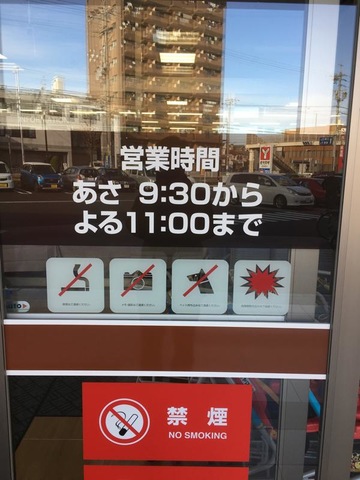 営業時間
あさ 9:30から
よる11:00まで
禁煙
NO SMOKING